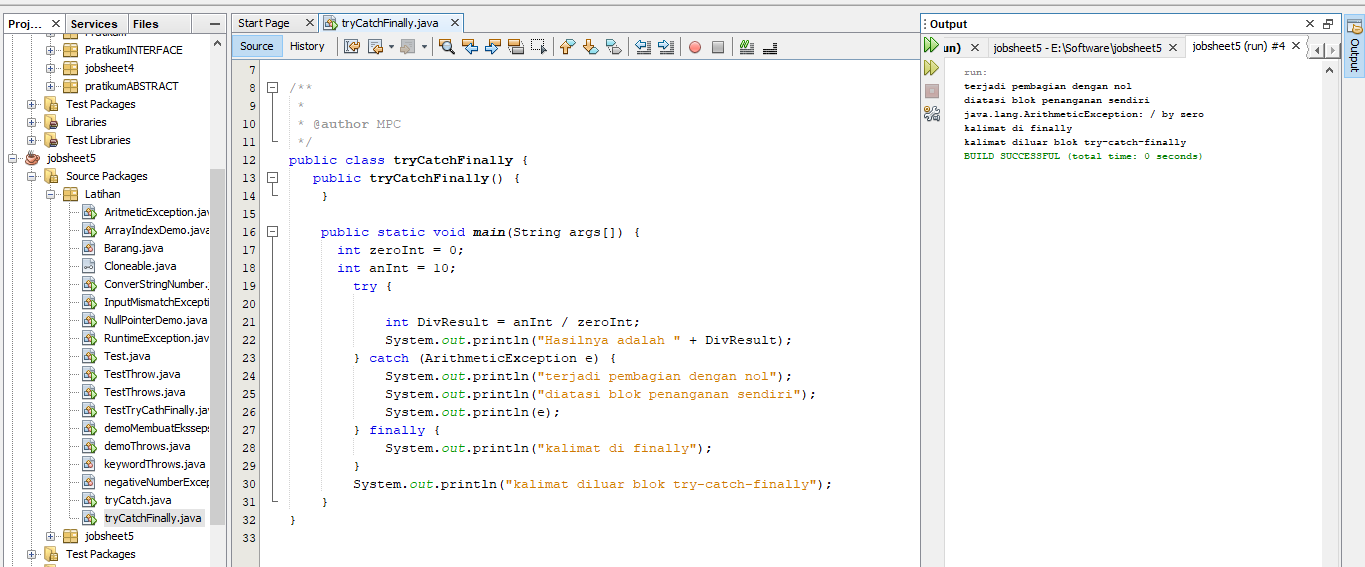 Proj...
Services
Files
Pratikum
PratikumINTERFACE
jobsheet4
pratikumABSTRACT
Test Packages
Libraries
Test Libraries
jobsheet5
Source Packages
Latihan
AritmeticException.jav
ArrayIndexDemo.java
Barang.java
Cloneable.java
ConverStringNumber.
InputMismatchExcepti
NullPointerDemo.java
RuntimeException.jav
Test.java
TestThrow.java
TestThrows.java
TestTryCathFinally.jav
demoMembuatEkssepsi
demoThrows.java
keywordThrows.java
negativeNumberExcep
tryCatch.java
tryCatchFinally.java
jobsheet5
Test Packages
Start Page
tryCatchFinally.java
Source History
7
8 /**
9 *
10 * @author MPC
11 */
12 public class tryCatchFinally {
13 public tryCatchFinally() {
14 }
15
16 public static void main(String args[]) {
17 int zeroInt = 0;
18 int anInt = 10;
19 try {
20
21 int DivResult = anInt / zeroInt;
22 System.out.println("Hasilnya adalah " + DivResult);
23 } catch (ArithmeticException e) {
24 System.out.println("terjadi pembagian dengan nol");
25 System.out.println("diatasi blok penanganan sendiri");
26 System.out.println(e);
27 } finally {
28 System.out.println("kalimat di finally");
29 }
30 System.out.println("kalimat diluar blok try-catch-finally");
31 }
32 }
33
Output
un)
jobsheet5 - E:\Software\jobsheet5
jobsheet5 (run) #4
run:
terjadi pembagian dengan nol
diatasi blok penanganan sendiri
java.lang.ArithmeticException: / by zero
kalimat di finally
kalimat diluar blok try-catch-finally
BUILD SUCCESSFUL (total time: 0 seconds)
Output